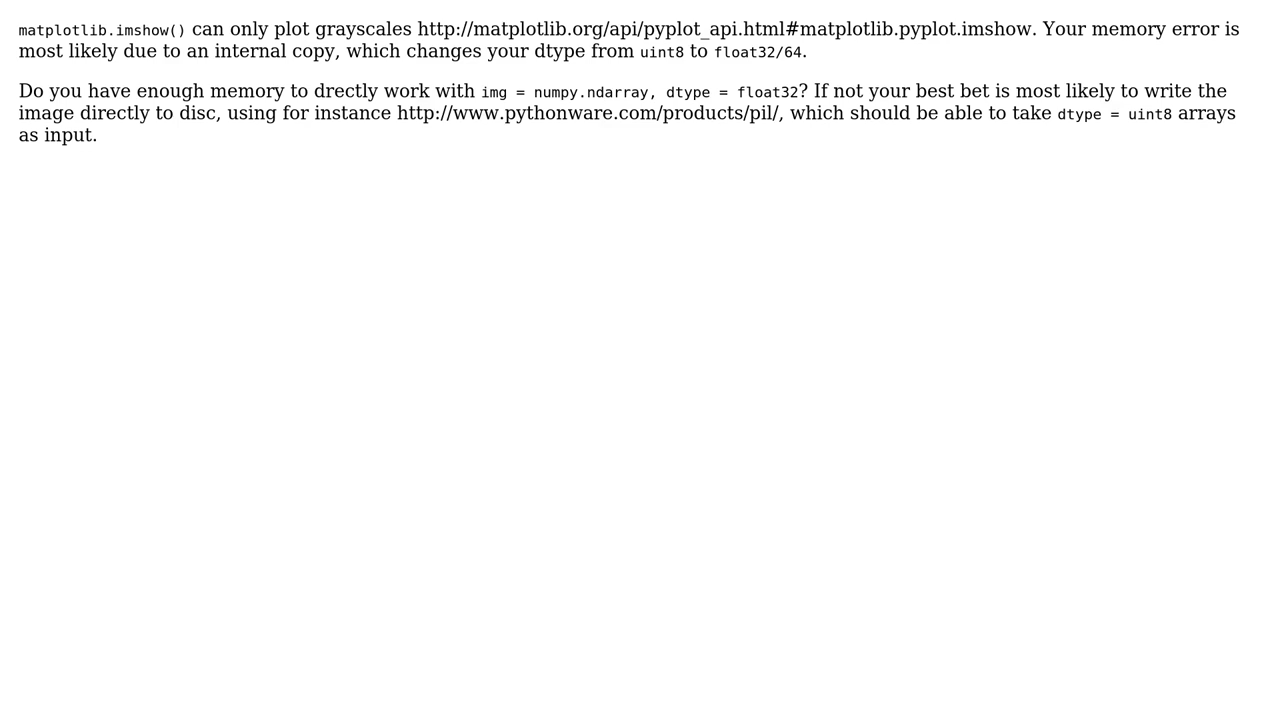 matplotlib.imshow() can only plot grayscales http://matplotlib.org/api/pyplot_api.html#matplotlib.pyplot.imshow. Your memory error is
most likely due to an internal copy, which changes your dtype from uint8 to float32/64.
Do you have enough memory to drectly work with img = numpy.ndarray, dtype = float32? If not your best bet is most likely to write the
image directly to disc, using for instance http://www.pythonware.com/products/pil/, which should be able to take dtype = uint8 arrays
as input.